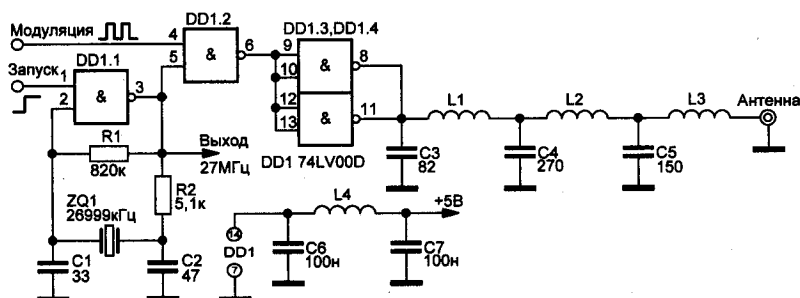 Модуляция
DD1.2
DD1.3,DD1.4
4
5
&
6
9
10
12
13
&
&
8
11
Запуск
DD1.1
1
2
&
3
L1
L2
L3
Антенна
DD1 74LV00D
C3
82
C4
270
C5
150
R1
820к
Выход
27МГц
R2
5,1к
ZQ1
26999кГц
C1
33
C2
47
14
DD1
7
L4
+5В
C6
100н
C7
100н